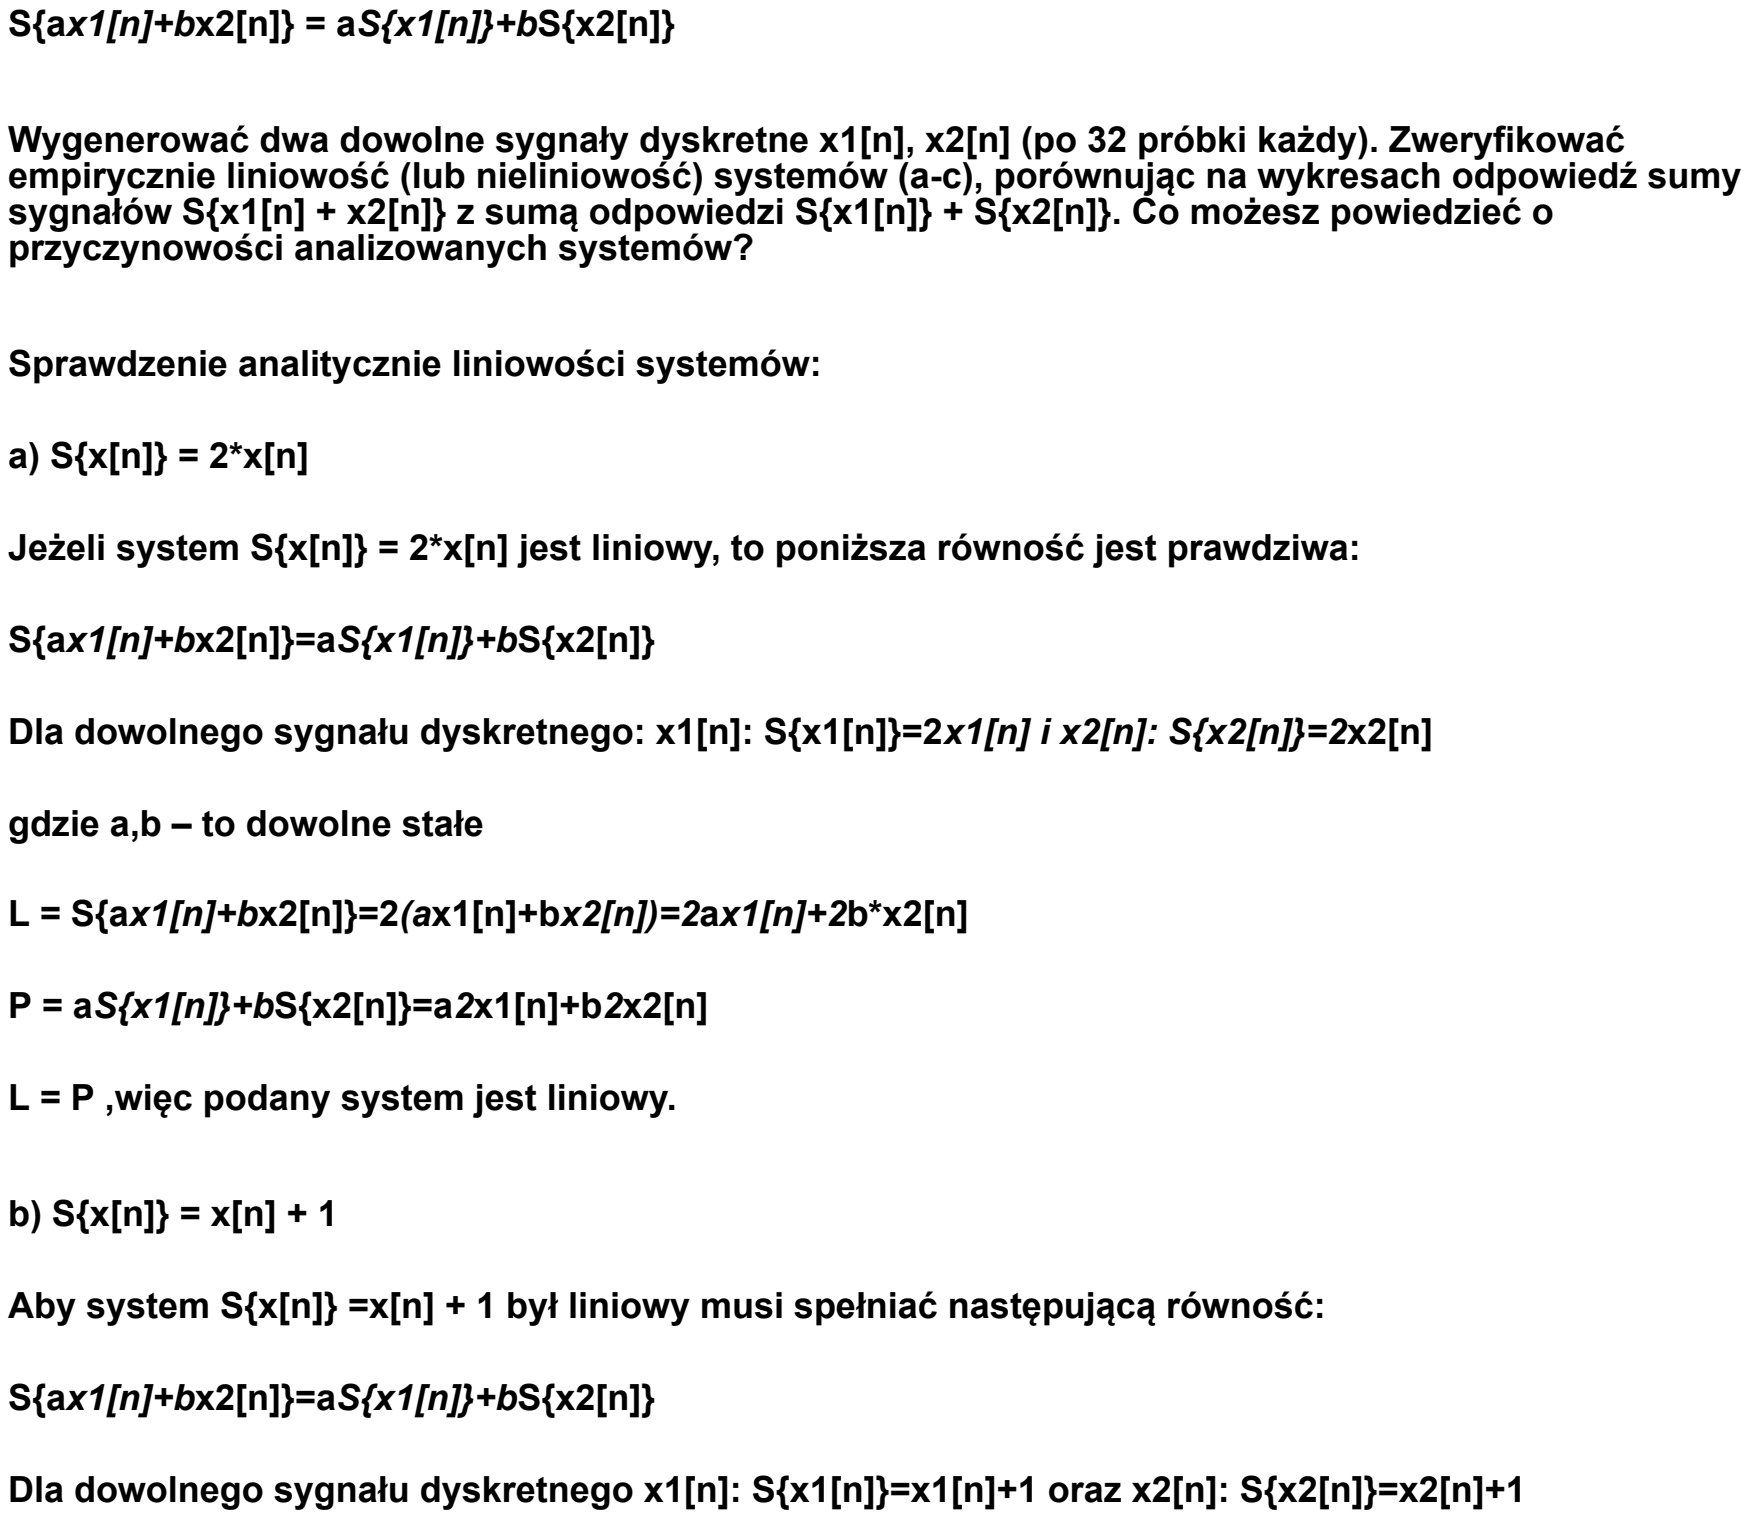 S{ax1[n]+bx2[n]} = aS{x1[n]}+bS{x2[n]}
Wygenerować dwa dowolne sygnały dyskretne x1[n], x2[n] (po 32 próbki każdy). Zweryfikować
empirycznie liniowość (lub nieliniowość) systemów (a-c), porównując na wykresach odpowiedź sumy
sygnałów S{x1[n] + x2[n]} z sumą odpowiedzi S{x1[n]} + S{x2[n]}. Co możesz powiedzieć o
przyczynowości analizowanych systemów?
Sprawdzenie analitycznie liniowości systemów:
a) S{x[n]} = 2*x[n]
Jeżeli system S{x[n]} = 2*x[n] jest liniowy, to poniższa równość jest prawdziwa:
S{ax1[n]+bx2[n]}=aS{x1[n]}+bS{x2[n]}
Dla dowolnego sygnału dyskretnego: x1[n]: S{x1[n]}=2x1[n] i x2[n]: S{x2[n]}=2x2[n]
gdzie a,b – to dowolne stałe
L = S{ax1[n]+bx2[n]}=2(ax1[n]+bx2[n])=2ax1[n]+2b*x2[n]
P = aS{x1[n]}+bS{x2[n]}=a2x1[n]+b2x2[n]
L = P ,więc podany system jest liniowy.
b) S{x[n]} = x[n] + 1
Aby system S{x[n]} =x[n] + 1 był liniowy musi spełniać następującą równość:
S{ax1[n]+bx2[n]}=aS{x1[n]}+bS{x2[n]}
Dla dowolnego sygnału dyskretnego x1[n]: S{x1[n]}=x1[n]+1 oraz x2[n]: S{x2[n]}=x2[n]+1